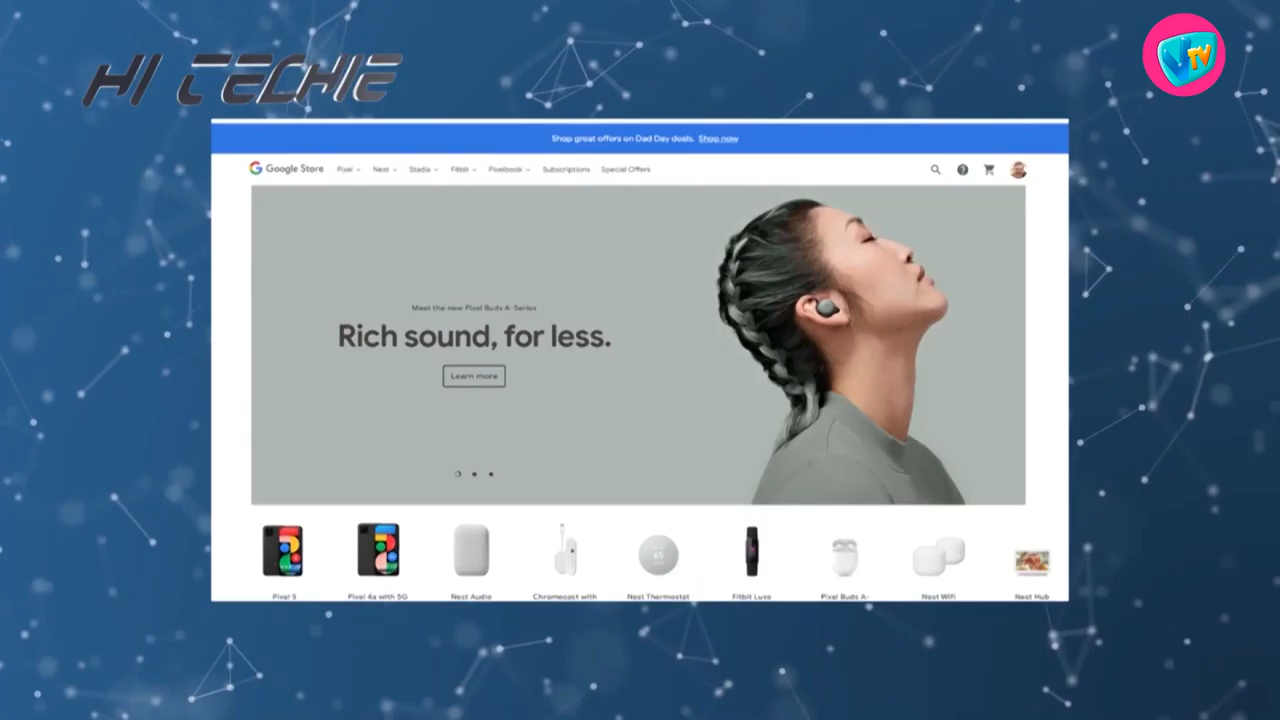 HI TECHIE
VTV
Shop great offers on Dad Day deals. Shop now
Google Store Pixel Nest Stadia Fitbit Pixelbook Subscriptions Special Offers
Meet the new Pixel Buds A-Series
Rich sound, for less.
Learn more
Pixel 5 Pixel 4a with 5G Nest Audio Chromecast with Nest Thermostat Fitbit Luxe Pixel Buds A- Nest Wifi Nest Hub